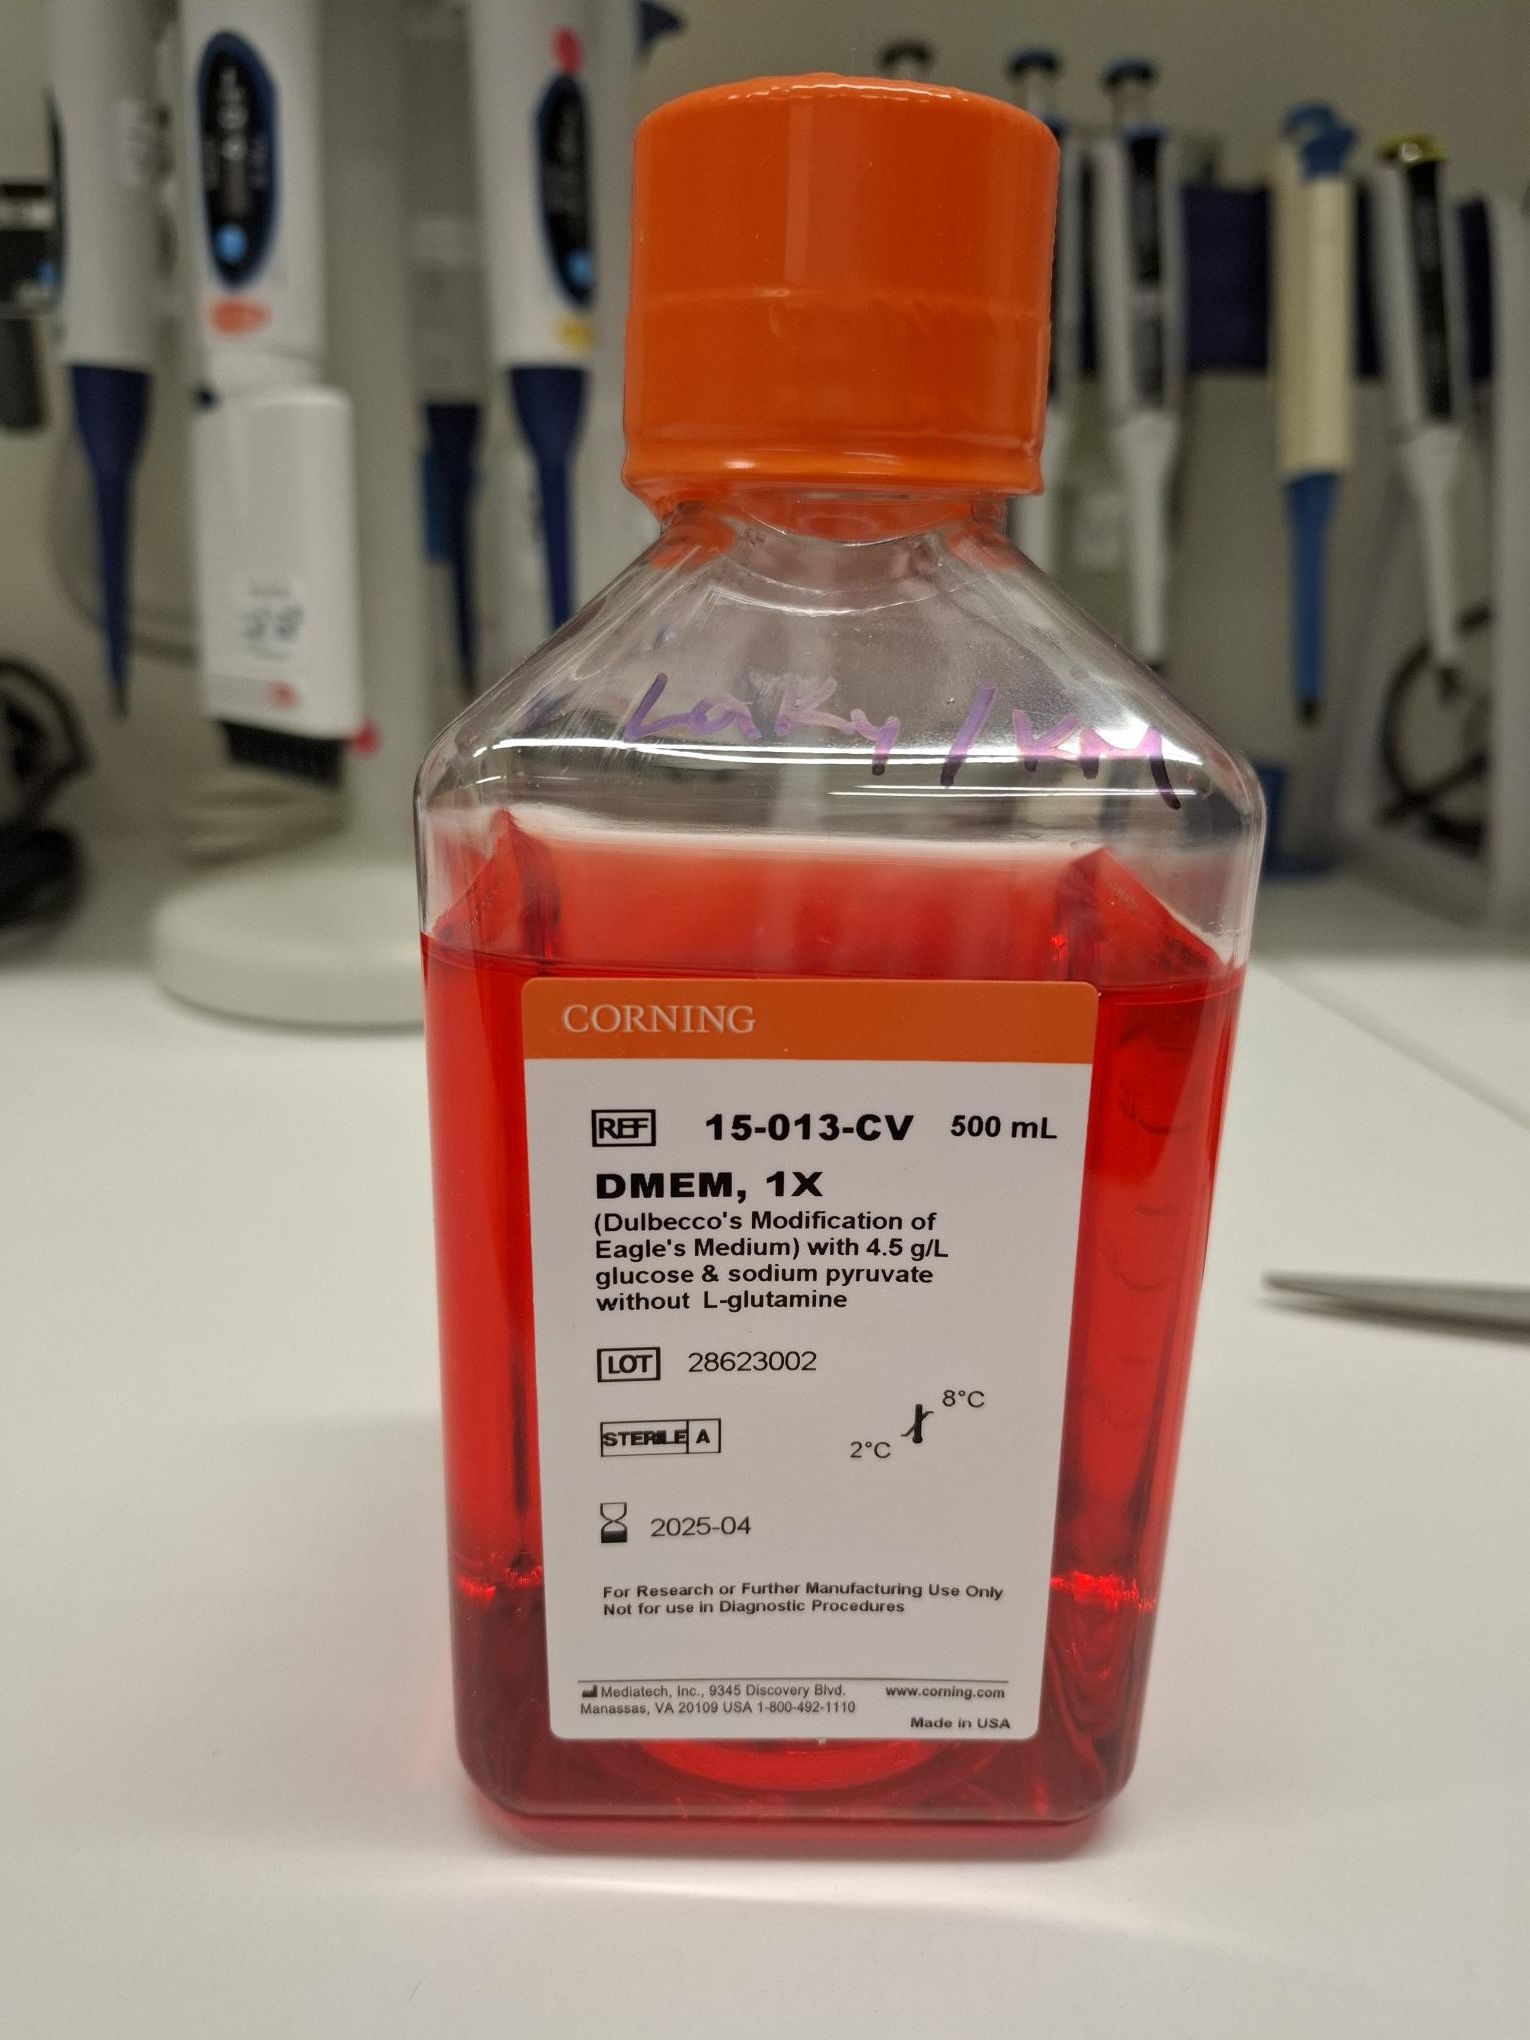 LaKy/KM
CORNING
REF 15-013-CV 500 mL
DMEM, 1X
(Dulbecco's Modification of
Eagle's Medium) with 4.5 g/L
glucose & sodium pyruvate
without L-glutamine
LOT 28623002
8°C
STERILE A
2°C
2025-04
For Research or Further Manufacturing Use Only
Not for use in Diagnostic Procedures
Mediatech, Inc., 9345 Discovery Blvd. www.corning.com
Manassas, VA 20109 USA 1-800-492-1110
Made in USA